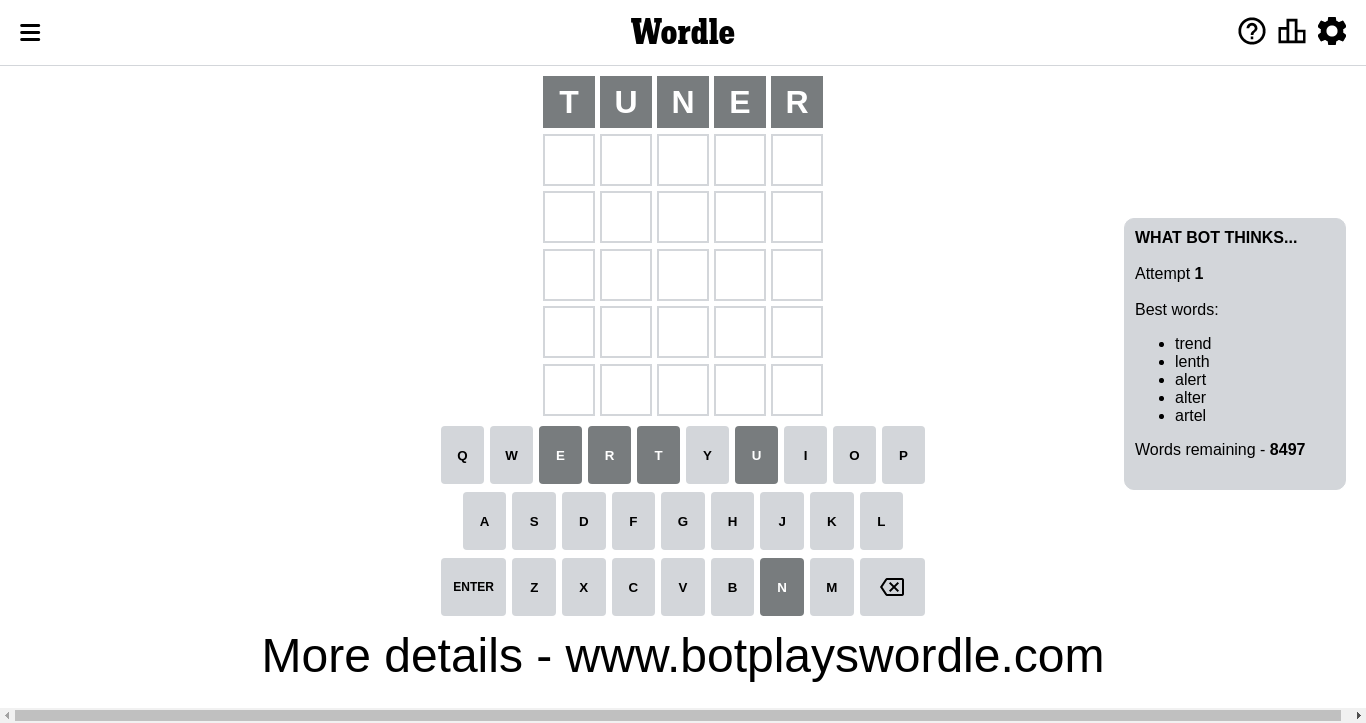 Wordle
T U N E R
WHAT BOT THINKS...
Attempt 1
Best words:
trend
lenth
alert
alter
artel
Words remaining - 8497
Q W E R T Y U I O P
A S D F G H J K L
ENTER Z X C V B N M
More details - www.botplayswordle.com